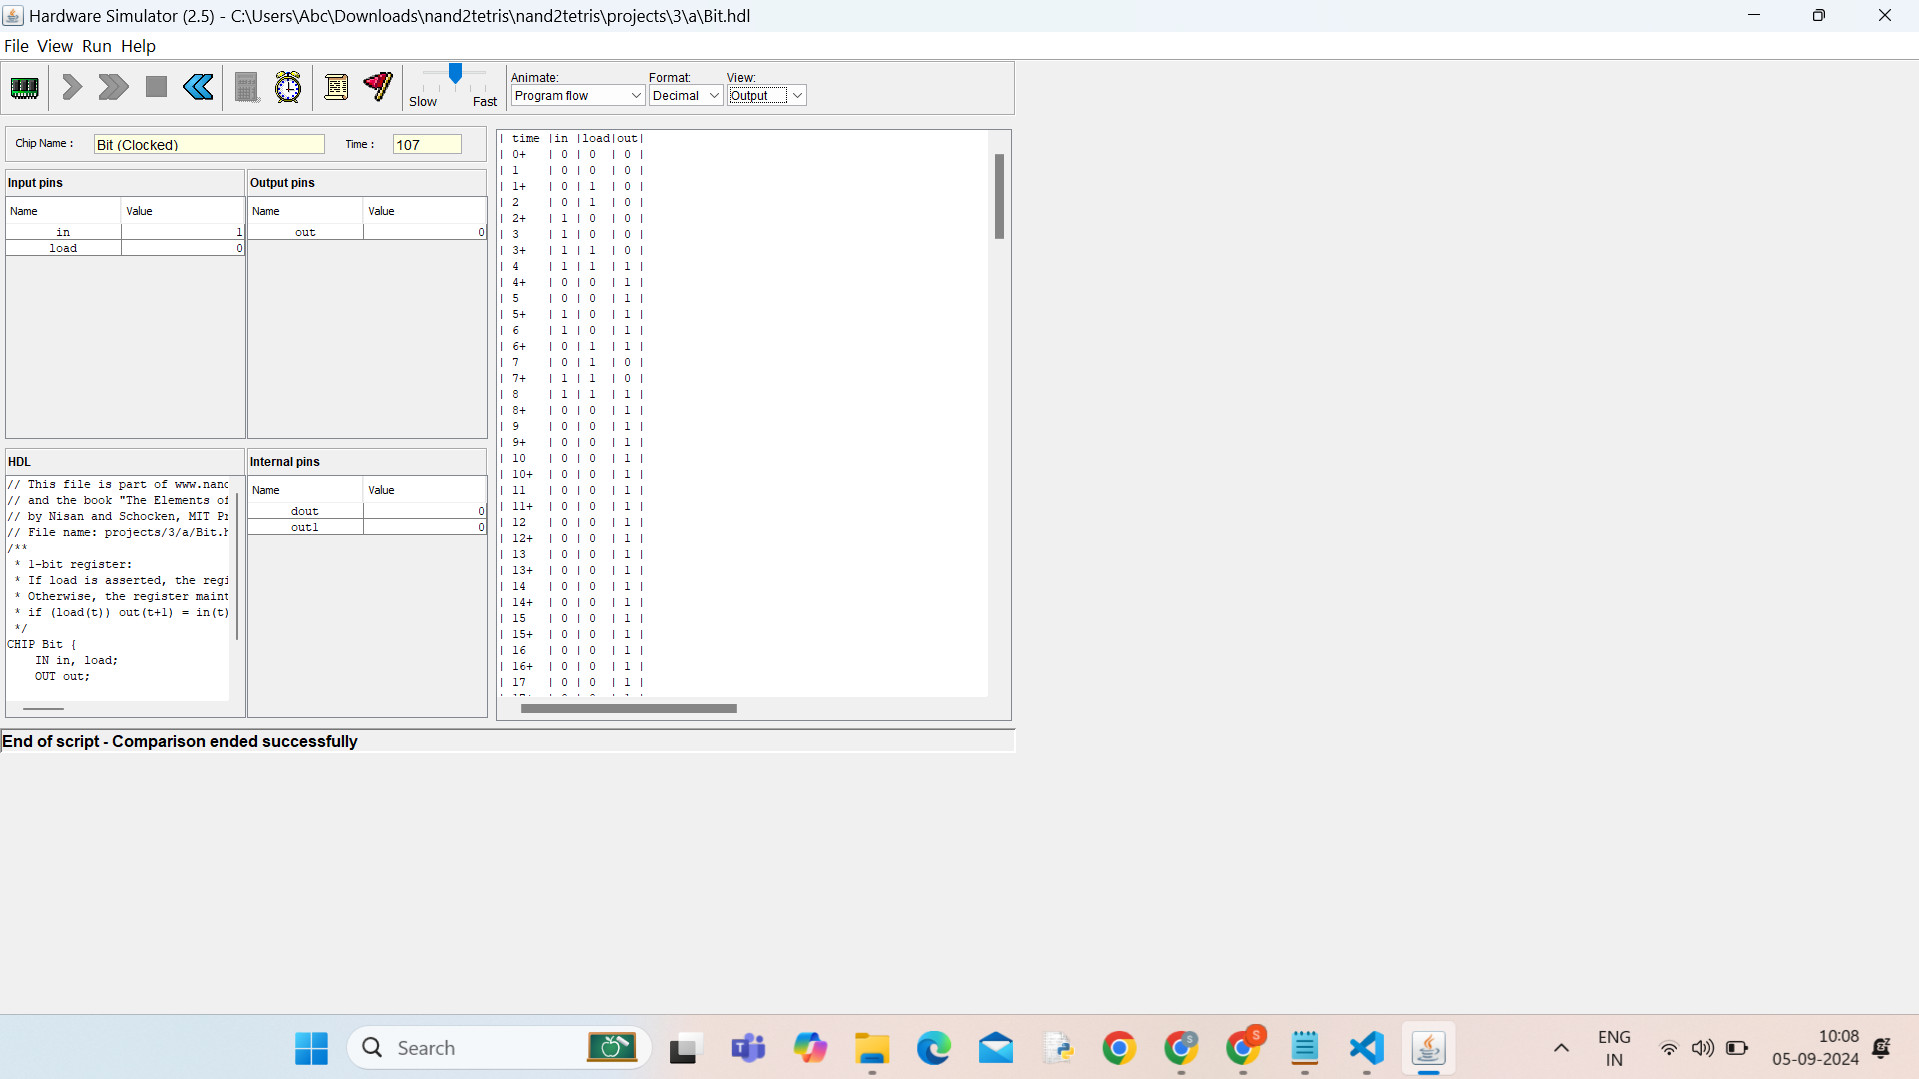 Hardware Simulator (2.5) - C:\Users\Abc\Downloads\nand2tetris\nand2tetris\projects\3\a\Bit.hdl
File View Run Help
Slow Fast
Animate:
Program flow
Format:
Decimal
View:
Output
Chip Name : Bit (Clocked) Time : 107
Input pins
Name Value
in 1
load 0
Output pins
Name Value
out 0
HDL
// This file is part of www.nand
// and the book "The Elements of
// by Nisan and Schocken, MIT Pr
// File name: projects/3/a/Bit.h
/**
* 1-bit register:
* If load is asserted, the regi
* Otherwise, the register maint
* if (load(t)) out(t+1) = in(t)
*/
CHIP Bit {
IN in, load;
OUT out;
Internal pins
Name Value
dout 0
out1 0
| time |in |load|out|
| 0+ | 0 | 0 | 0 |
| 1 | 0 | 0 | 0 |
| 1+ | 0 | 1 | 0 |
| 2 | 0 | 1 | 0 |
| 2+ | 1 | 0 | 0 |
| 3 | 1 | 0 | 0 |
| 3+ | 1 | 1 | 0 |
| 4 | 1 | 1 | 1 |
| 4+ | 0 | 0 | 1 |
| 5 | 0 | 0 | 1 |
| 5+ | 1 | 0 | 1 |
| 6 | 1 | 0 | 1 |
| 6+ | 0 | 1 | 1 |
| 7 | 0 | 1 | 0 |
| 7+ | 1 | 1 | 0 |
| 8 | 1 | 1 | 1 |
| 8+ | 0 | 0 | 1 |
| 9 | 0 | 0 | 1 |
| 9+ | 0 | 0 | 1 |
| 10 | 0 | 0 | 1 |
| 10+ | 0 | 0 | 1 |
| 11 | 0 | 0 | 1 |
| 11+ | 0 | 0 | 1 |
| 12 | 0 | 0 | 1 |
| 12+ | 0 | 0 | 1 |
| 13 | 0 | 0 | 1 |
| 13+ | 0 | 0 | 1 |
| 14 | 0 | 0 | 1 |
| 14+ | 0 | 0 | 1 |
| 15 | 0 | 0 | 1 |
| 15+ | 0 | 0 | 1 |
| 16 | 0 | 0 | 1 |
| 16+ | 0 | 0 | 1 |
| 17 | 0 | 0 | 1 |
End of script - Comparison ended successfully
Search
ENG
IN
10:08
05-09-2024